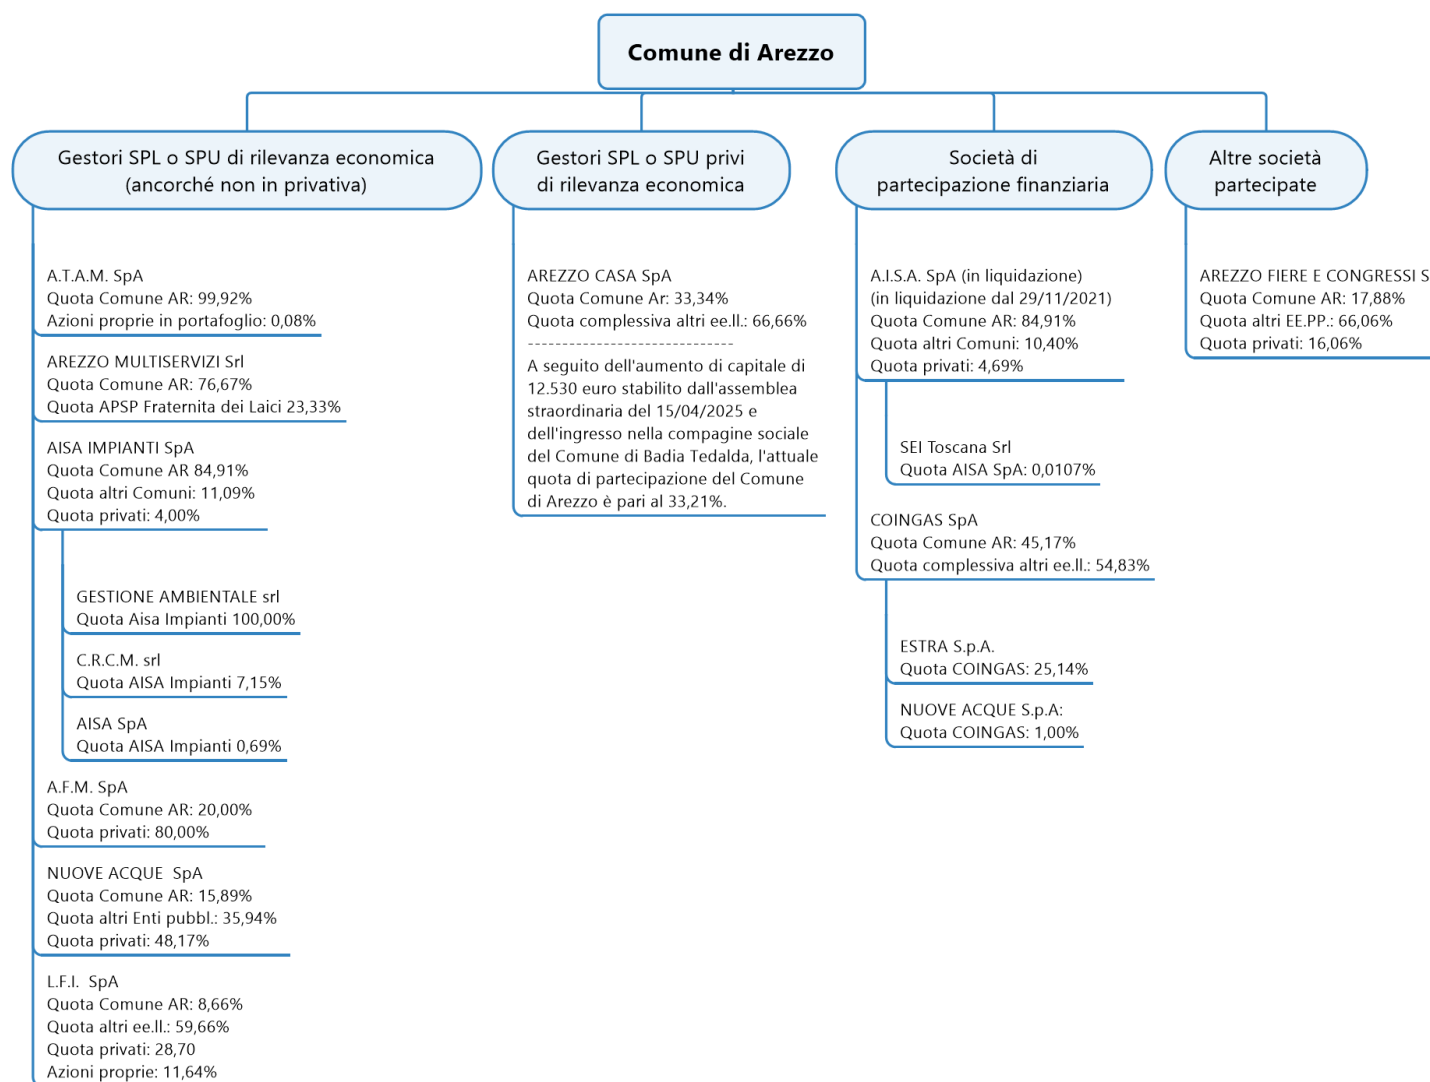 Comune di Arezzo
Gestori SPL o SPU di rilevanza economica
(ancorché non in privativa)
A.T.A.M. SpA
Quota Comune AR: 99,92%
Azioni proprie in portafoglio: 0,08%
AREZZO MULTISERVIZI Srl
Quota Comune AR: 76,67%
Quota APSP Fraternita dei Laici 23,33%
AISA IMPIANTI SpA
Quota Comune AR 84,91%
Quota altri Comuni: 11,09%
Quota privati: 4,00%
GESTIONE AMBIENTALE srl
Quota Aisa Impianti 100,00%
C.R.C.M. srl
Quota AISA Impianti 7,15%
AISA SpA
Quota AISA Impianti 0,69%
A.F.M. SpA
Quota Comune AR: 20,00%
Quota privati: 80,00%
NUOVE ACQUE  SpA
Quota Comune AR: 15,89%
Quota altri Enti pubbl.: 35,94%
Quota privati: 48,17%
L.F.I.  SpA
Quota Comune AR: 8,66%
Quota altri ee.ll.: 59,66%
Quota privati: 28,70
Azioni proprie: 11,64%
Gestori SPL o SPU privi
di rilevanza economica
AREZZO CASA SpA
Quota Comune Ar: 33,34%
Quota complessiva altri ee.ll.: 66,66%
------------------------------
A seguito dell'aumento di capitale di
12.530 euro stabilito dall'assemblea
straordinaria del 15/04/2025 e
dell'ingresso nella compagine sociale
del Comune di Badia Tedalda, l'attuale
quota di partecipazione del Comune
di Arezzo è pari al 33,21%.
Società di
partecipazione finanziaria
A.I.S.A. SpA (in liquidazione)
(in liquidazione dal 29/11/2021)
Quota Comune AR: 84,91%
Quota altri Comuni: 10,40%
Quota privati: 4,69%
SEI Toscana Srl
Quota AISA SpA: 0,0107%
COINGAS SpA
Quota Comune AR: 45,17%
Quota complessiva altri ee.ll.: 54,83%
ESTRA S.p.A.
Quota COINGAS: 25,14%
NUOVE ACQUE S.p.A:
Quota COINGAS: 1,00%
Altre società
partecipate
AREZZO FIERE E CONGRESSI S
Quota Comune AR: 17,88%
Quota altri EE.PP.: 66,06%
Quota privati: 16,06%